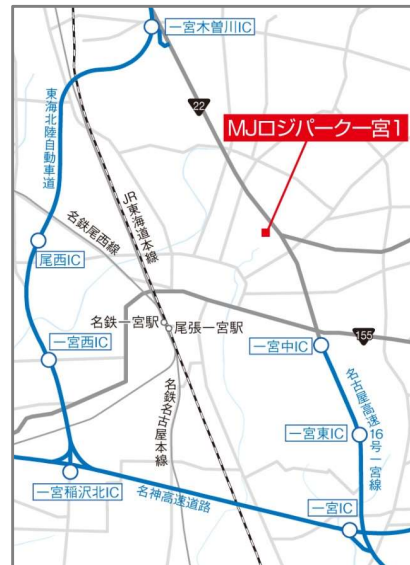 一宮木曽川IC
22
MJロジパーク一宮1
東海北陸自動車道
JR東海道本線
名鉄尾西線
尾西IC
名鉄一宮駅
尾張一宮駅
155
一宮中IC
一宮西IC
名鉄名古屋本線
名古屋高速16号一宮線
一宮東IC
一宮稲沢北IC
名神高速道路
一宮IC